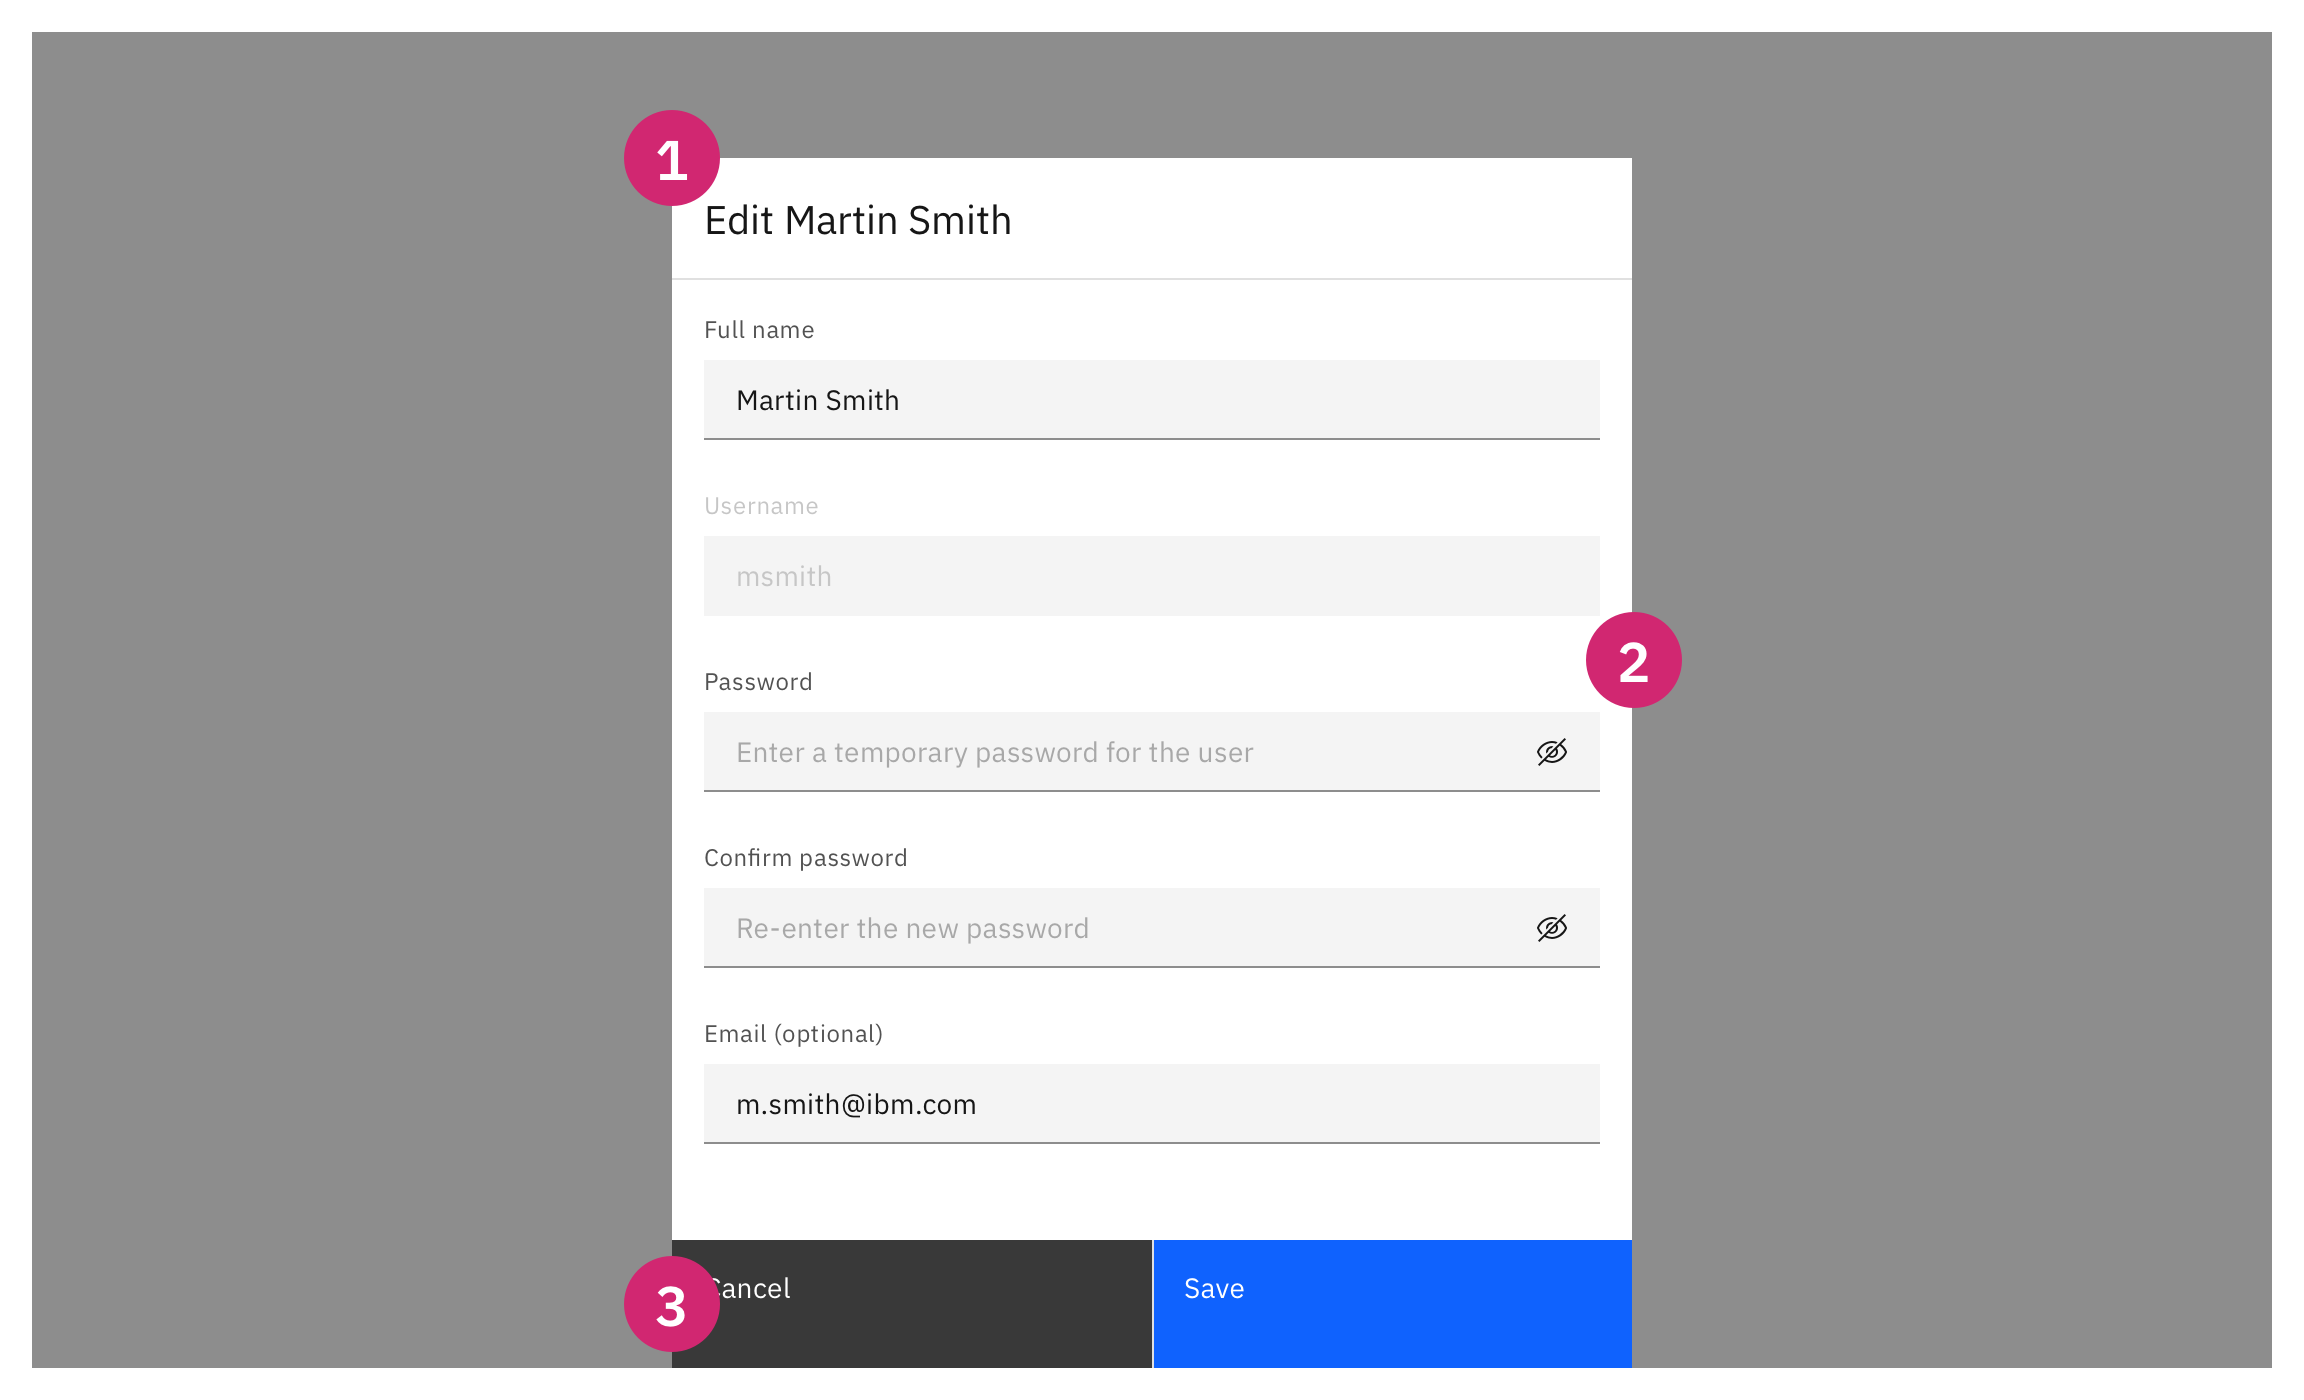 1
Edit Martin Smith
Full name
Martin Smith
Username
msmith
2
Password
Enter a temporary password for the user
Confirm password
Re-enter the new password
Email (optional)
m.smith@ibm.com
3
Cancel
Save